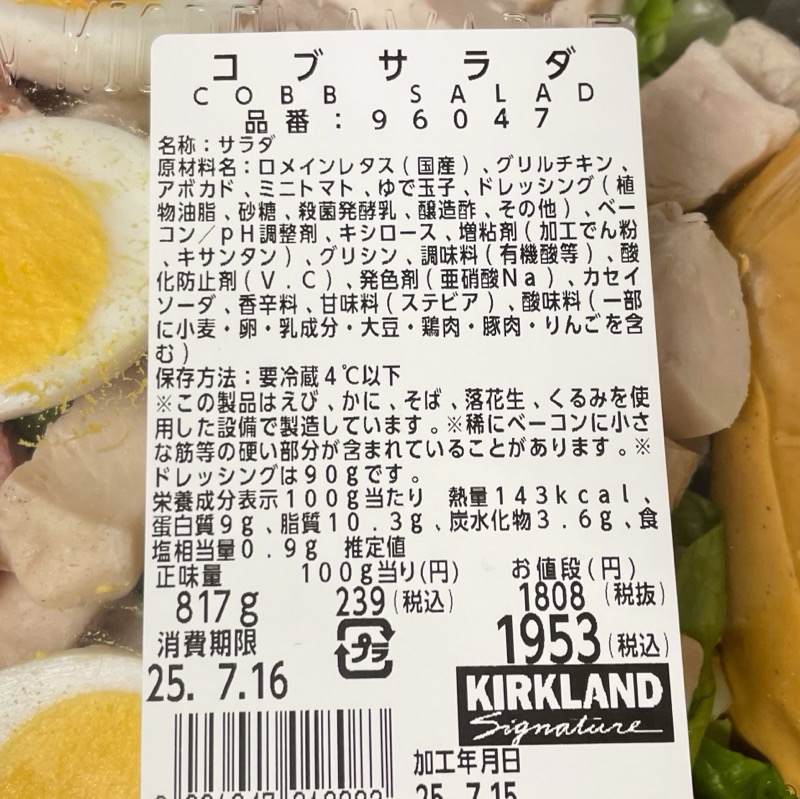 コブサラダ
COBB SALAD
品番：96047
名称：サラダ
原材料名：ロメインレタス(国産)、グリルチキン、
アボカド、ミニトマト、ゆで玉子、ドレッシング(植
物油脂、砂糖、殺菌発酵乳、醸造酢、その他)、ベー
コン／pH調整剤、キシロース、増粘剤(加工でん粉
、キサンタン)、グリシン、調味料(有機酸等)、酸
化防止剤(V.C)、発色剤(亜硝酸Na)、カセイ
ソーダ、香辛料、甘味料(ステビア)、酸味料(一部
に小麦・卵・乳成分・大豆・鶏肉・豚肉・りんごを含
む)
保存方法：要冷蔵4℃以下
※この製品はえび、かに、そば、落花生、くるみを使
用した設備で製造しています。※稀にベーコンに小さ
な筋等の硬い部分が含まれていることがあります。※
ドレッシングは90gです。
栄養成分表示100g当たり 熱量143kcal、
蛋白質9g、脂質10.3g、炭水化物3.6g、食
塩相当量0.9g 推定値
正味量 100g当り(円) お値段(円)
817g 239(税込) 1808(税抜)
1953(税込)
消費期限 プラ
25. 7.16
KIRKLAND
Signature
加工年月日
25. 7.15